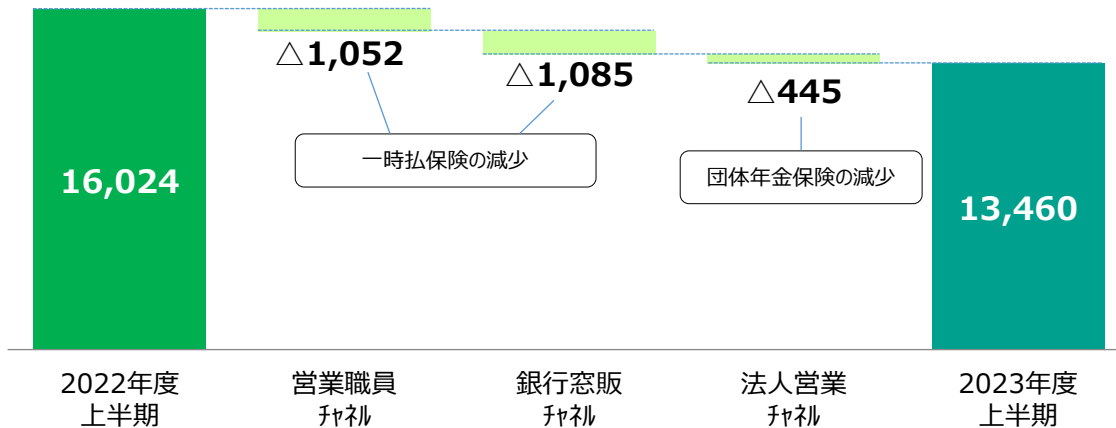 △1,052
△1,085
△445
一時払保険の減少
団体年金保険の減少
16,024
13,460
2022年度
上半期
営業職員
ﾁｬﾈﾙ
銀行窓販
ﾁｬﾈﾙ
法人営業
ﾁｬﾈﾙ
2023年度
上半期